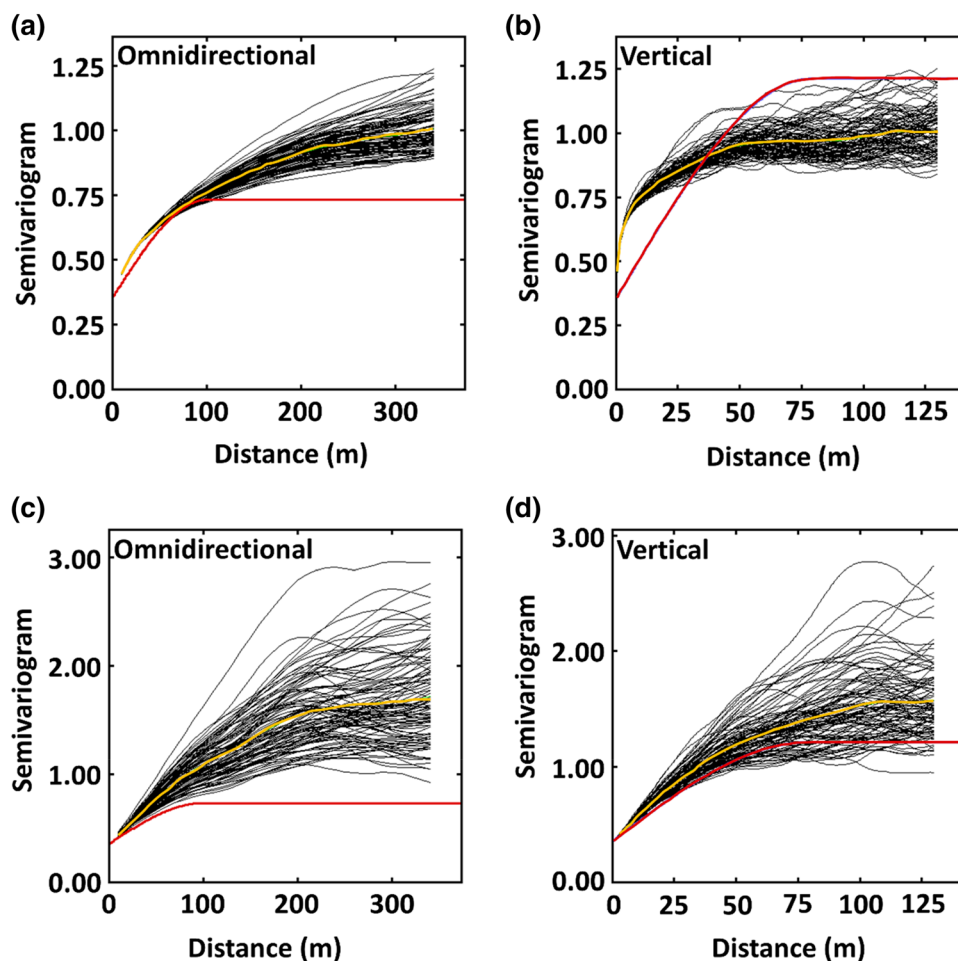 (a)
Omnidirectional
1.25
1.00
0.75
0.50
0.25
0.00
Semivariogram
0 100 200 300
Distance (m)
(b)
Vertical
1.25
1.00
0.75
0.50
0.25
0.00
Semivariogram
0 25 50 75 100 125
Distance (m)
(c)
Omnidirectional
3.00
2.00
1.00
0.00
Semivariogram
0 100 200 300
Distance (m)
(d)
Vertical
3.00
2.00
1.00
0.00
Semivariogram
0 25 50 75 100 125
Distance (m)